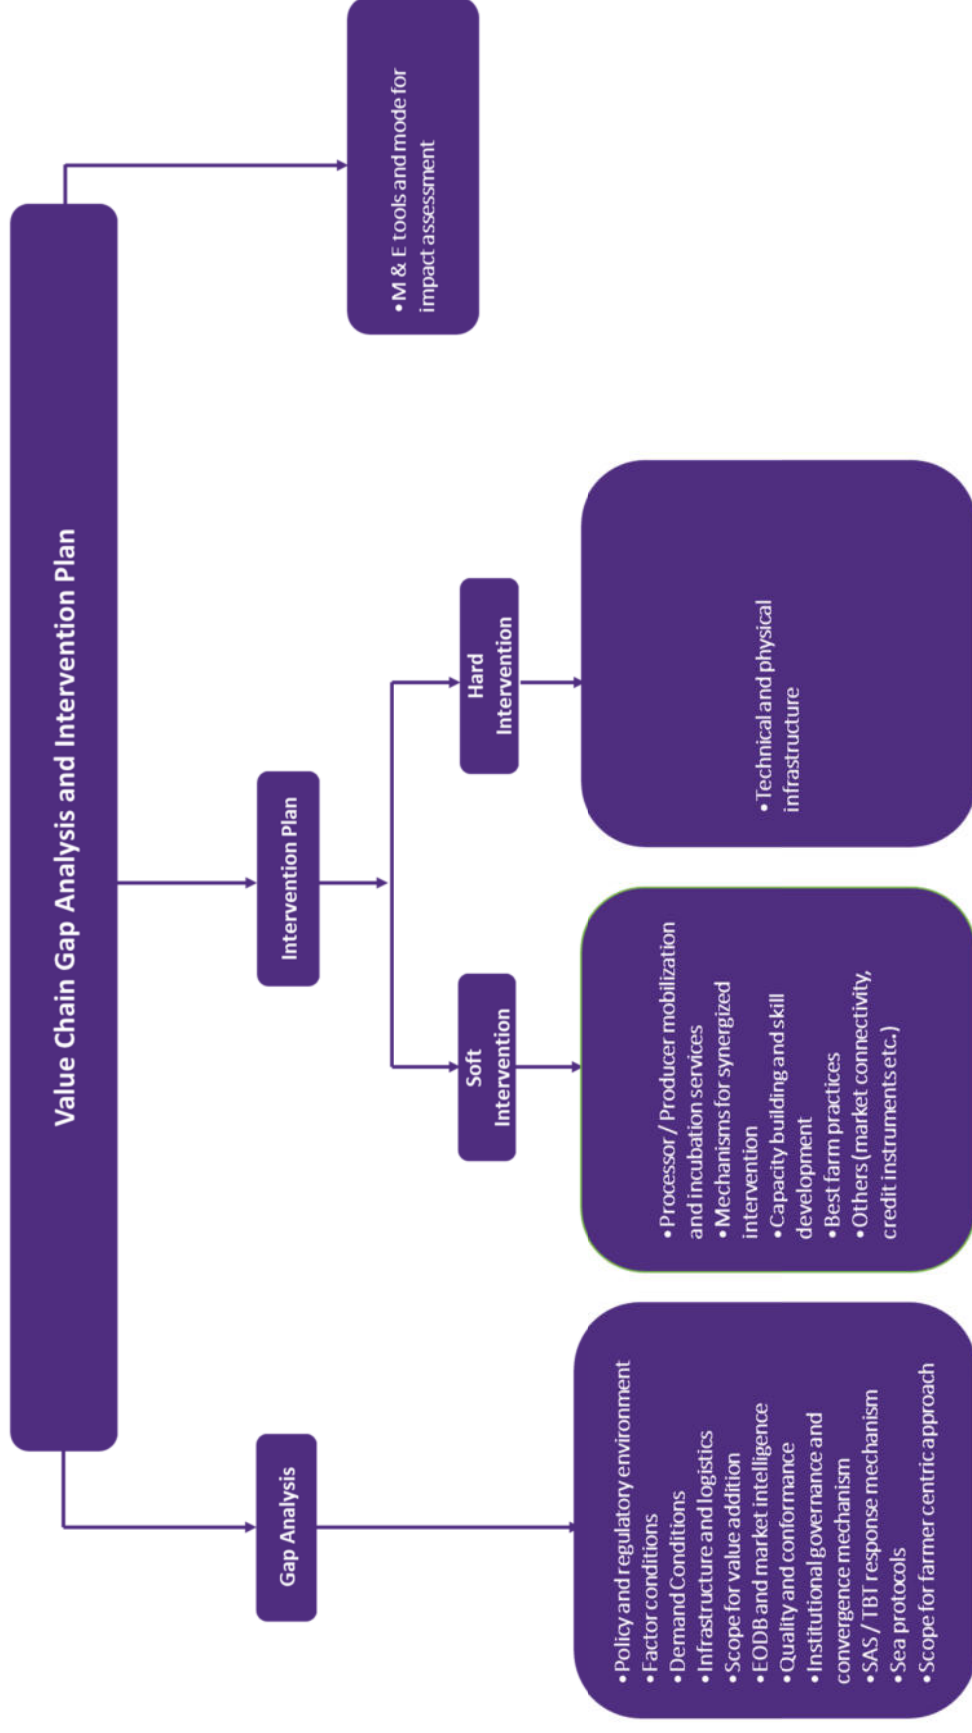 Value Chain Gap Analysis and Intervention Plan
Gap Analysis
•Policy and regulatory environment
•Factor conditions
•Demand Conditions
•Infrastructure and logistics
•Scope for value addition
•EODB and market intelligence
•Quality and conformance
•Institutional governance and
convergence mechanism
•SAS / TBT response mechanism
•Sea protocols
•Scope for farmer centric approach
Intervention Plan
Soft
Intervention
•Processor / Producer mobilization
and incubation services
•Mechanisms for synergized
intervention
•Capacity building and skill
development
•Best farm practices
•Others (market connectivity,
credit instruments etc.)
Hard
Intervention
•Technical and physical
infrastructure
•M & E tools and mode for
impact assessment